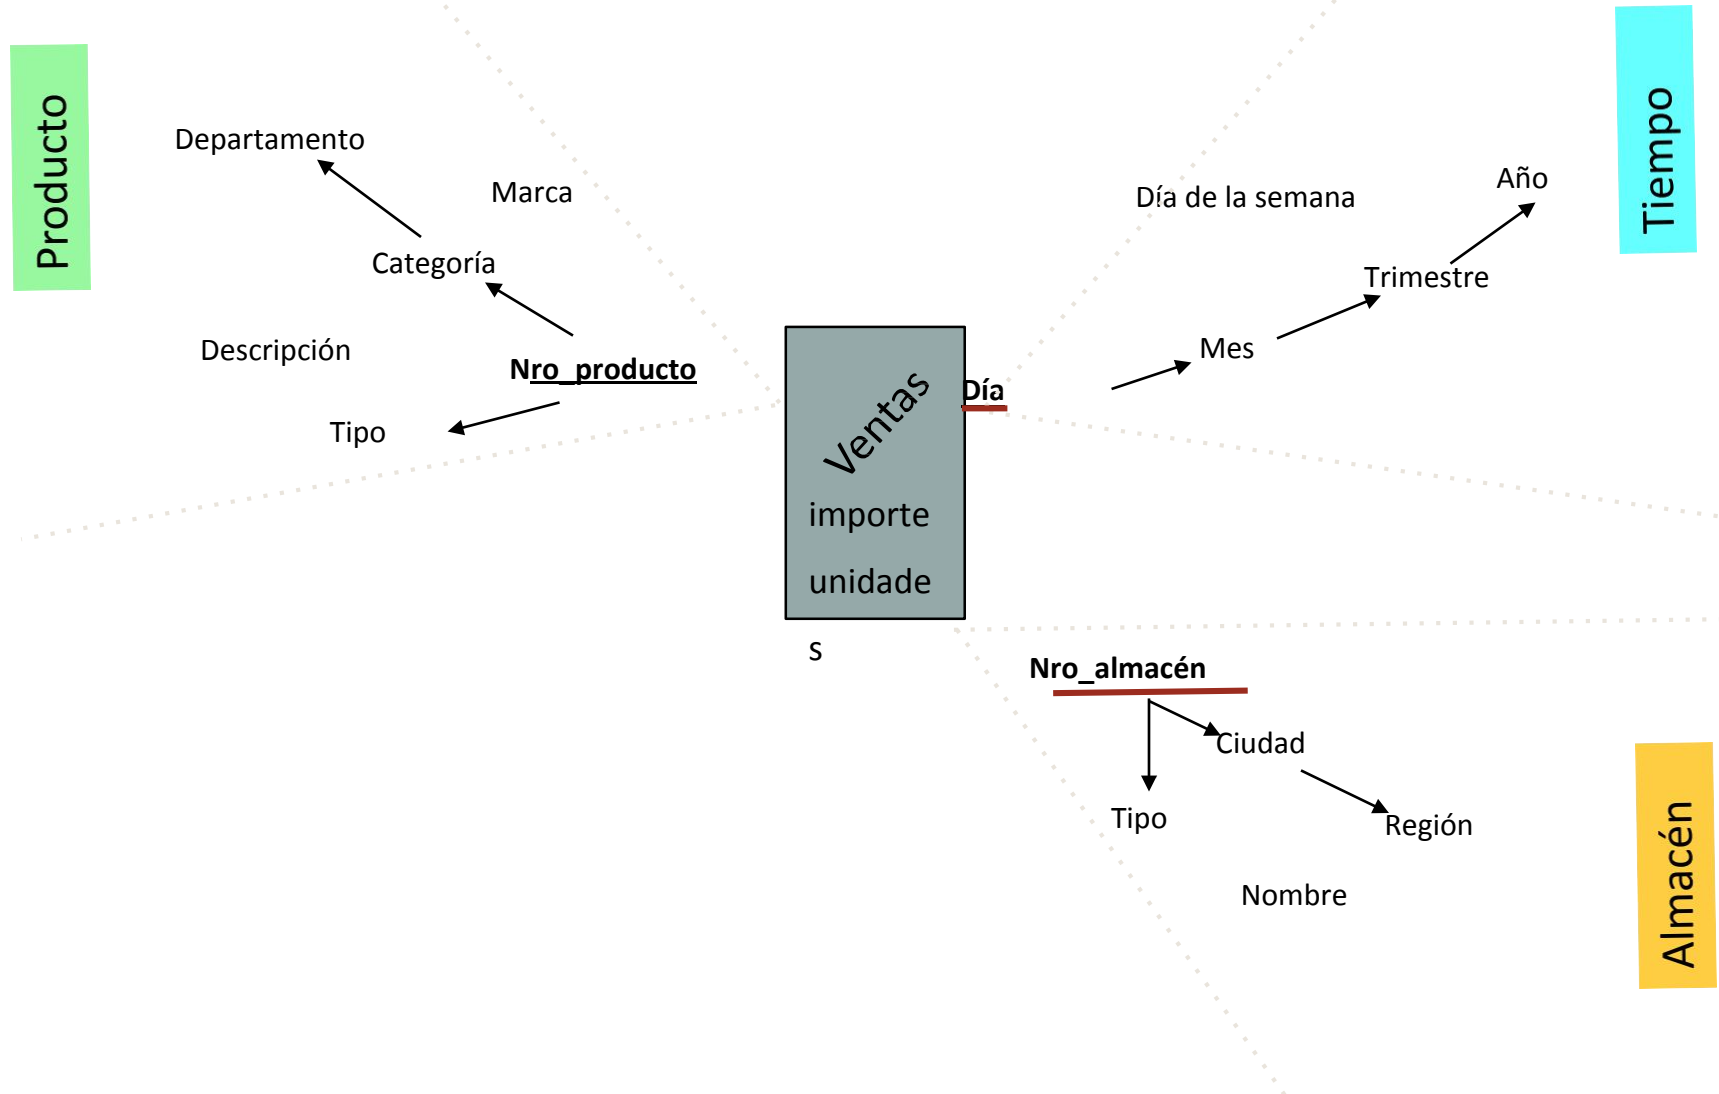 Producto
Departamento
Marca
Categoría
Descripción
Nro_producto
Tipo
Ventas
importe
unidade
s
Tiempo
Año
Día de la semana
Trimestre
Mes
Día
Nro_almacén
Ciudad
Tipo
Región
Nombre
Almacén